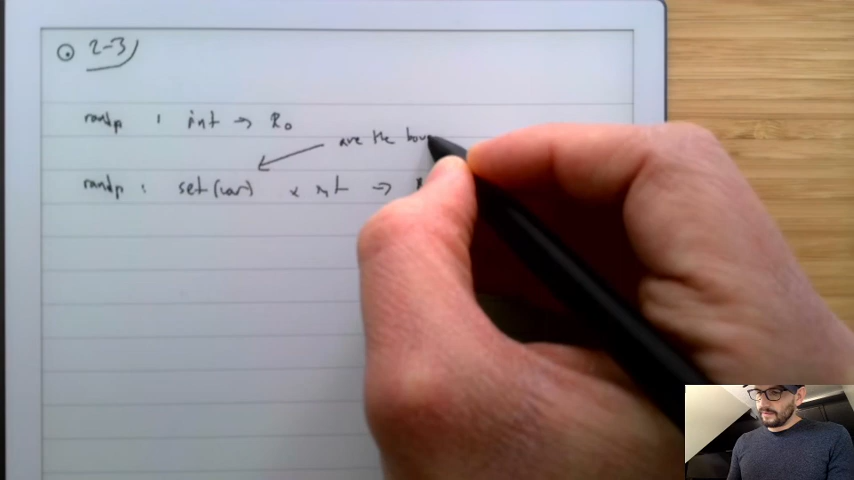 ⊙ 2-3)
randp : int → R0
are the bou
randp : set(var) x int →